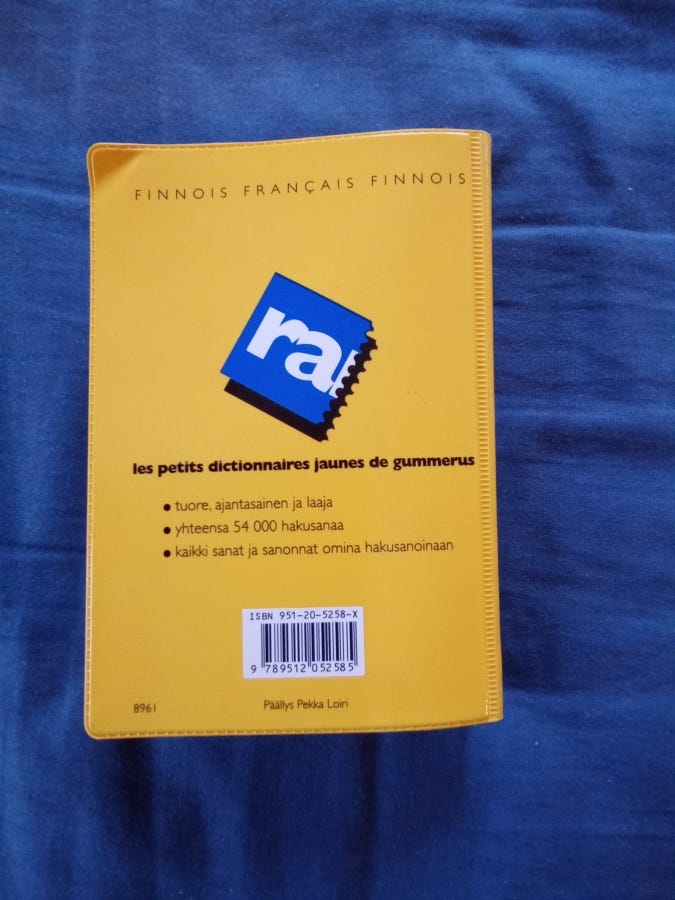 FINNOIS FRANÇAIS FINNOIS
ra
les petits dictionnaires jaunes de gummerus
• tuore, ajantasainen ja laaja
• yhteensa 54 000 hakusanaa
• kaikki sanat ja sanonnat omina hakusanoinaan
ISBN 951-20-5258-X
9 789512 052585
8961
Päällys Pekka Loiri